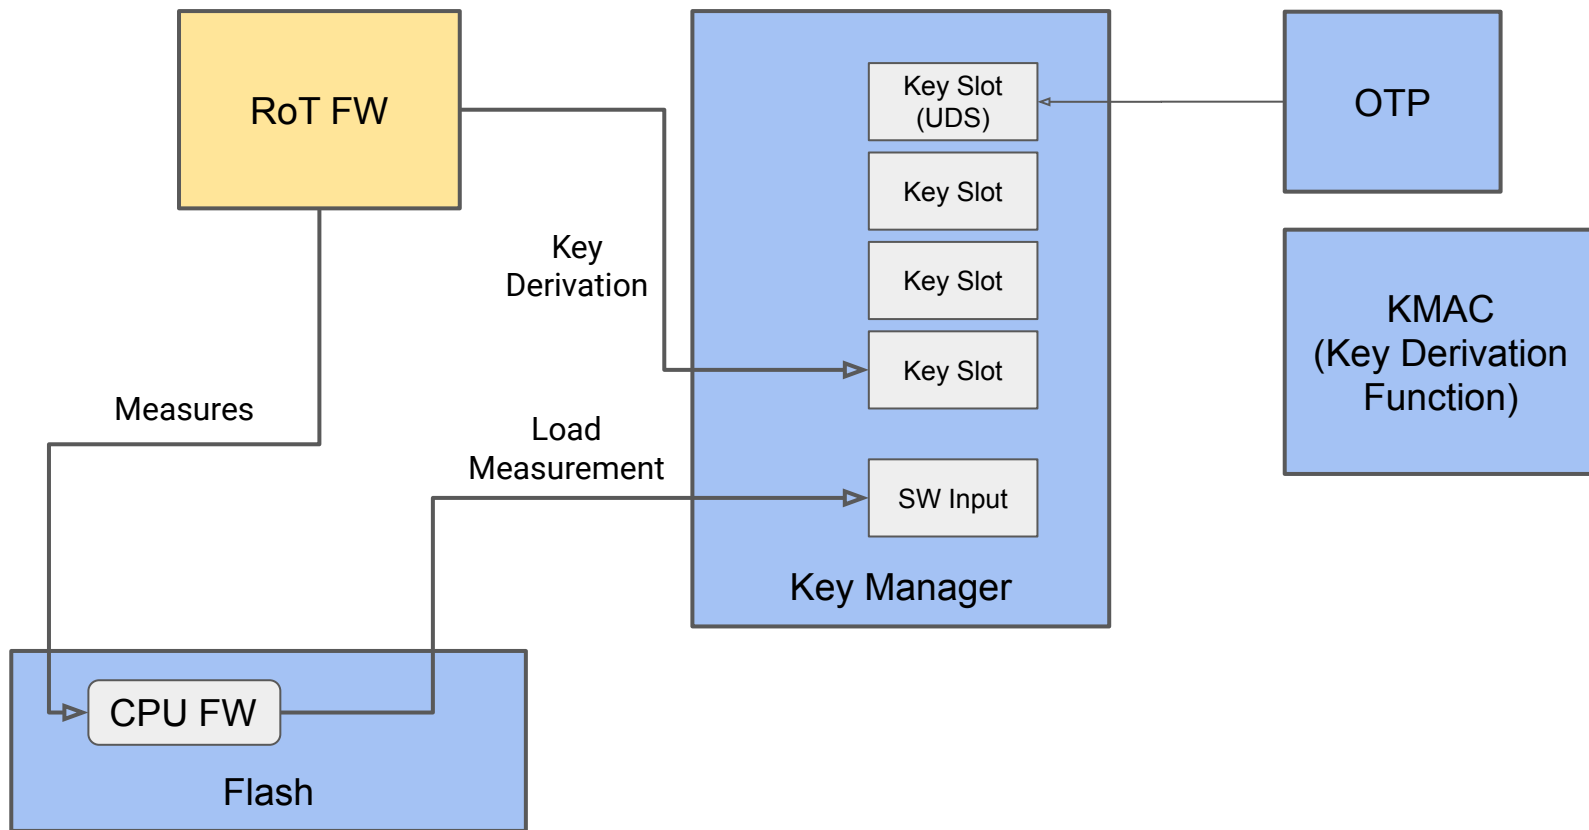 RoT FW
Key Slot
(UDS)
OTP
Key Slot
Key
Derivation
Key Slot
KMAC
(Key Derivation
Function)
Key Slot
Measures
Load
Measurement
SW Input
Key Manager
CPU FW
Flash